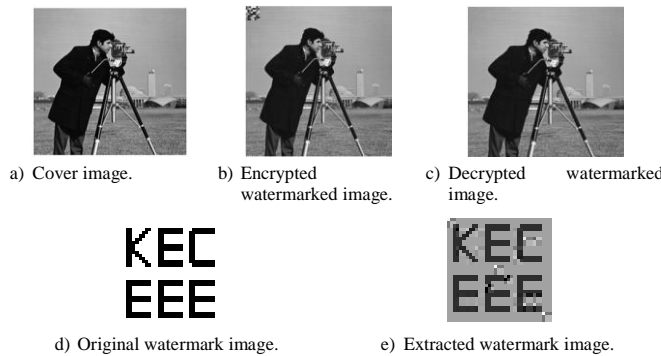 a) Cover image.
b) Encrypted
watermarked image.
c) Decrypted watermarked
image.
KEC
EEE
KEC
EEE
d) Original watermark image.
e) Extracted watermark image.